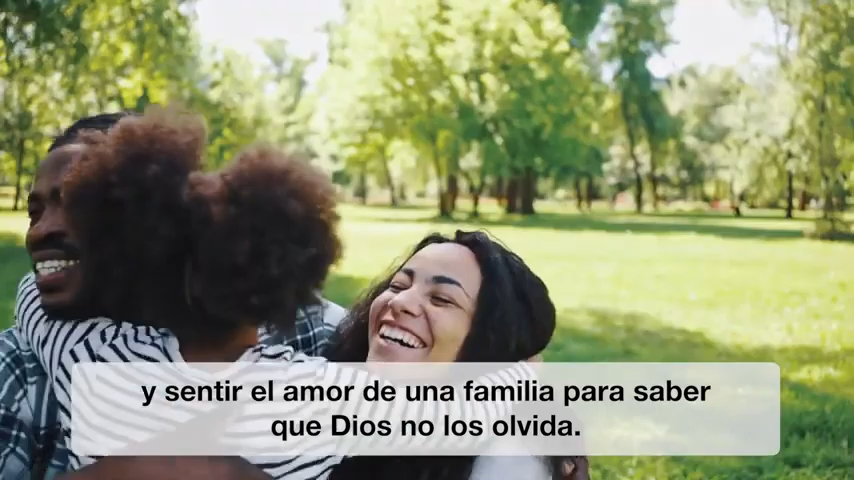 y sentir el amor de una familia para saber
que Dios no los olvida.